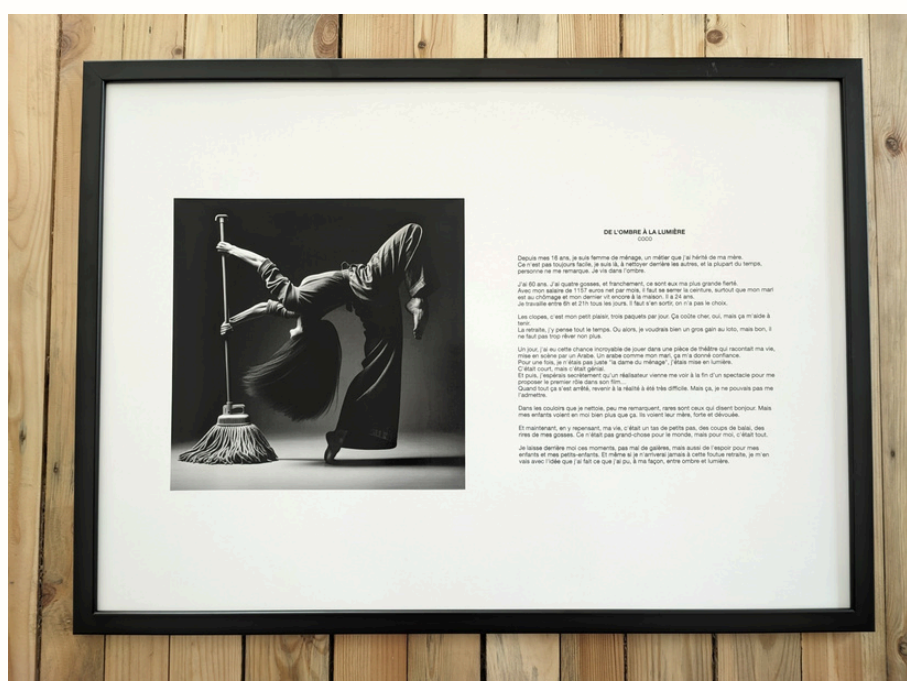 DE L'OMBRE À LA LUMIÈRE
COCO
Depuis mes 18 ans, je suis femme de ménage, un métier que j'ai hérité de ma mère.
Ce n'est pas toujours facile, je suis là, à nettoyer derrière les autres, et la plupart du temps,
personne ne me remarque. Je vis dans l'ombre.
J'ai 60 ans. J'ai quatre gosses, et franchement, ce sont eux ma plus grande fierté.
Avec mon salaire de 1157 euros net par mois, il faut se serrer la ceinture, surtout que mon mari
est au chômage et mon dernier vit encore à la maison. Il a 24 ans.
Je travaille entre 6h et 21h tous les jours. Il faut s'en sortir, on n'a pas le choix.
Les clopes, c'est mon petit plaisir, trois paquets par jour. Ça coûte cher, oui, mais ça m'aide à
tenir.
La retraite, j'y pense tout le temps. Ou alors, je voudrais bien un gros gain au loto, mais bon, il
ne faut pas trop rêver non plus.
Un jour, j'ai eu cette chance incroyable de jouer dans une pièce de théâtre qui racontait ma vie,
mise en scène par un Arabe. Un arabe comme mon mari, ça m'a donné confiance.
Pour une fois, je n'étais pas juste "la dame du ménage", j'étais mise en lumière.
C'était court, mais c'était génial.
Et puis, j'espérais secrètement qu'un réalisateur vienne me voir à la fin d'un spectacle pour me
proposer le premier rôle dans son film...
Quand tout ça s'est arrêté, revenir à la réalité a été très difficile. Mais ça, je ne pouvais pas me
l'admettre.
Dans les couloirs que je nettoie, peu me remarquent, rares sont ceux qui disent bonjour. Mais
mes enfants voient en moi bien plus que ça, ils voient leur mère, forte et dévouée.
Et maintenant, en y repensant, ma vie, c'était un tas de petits pas, des coups de balai, des
rires de mes gosses. Ce n'était pas grand-chose pour le monde, mais pour moi, c'était tout.
Je laisse derrière moi ces moments, pas mal de galères, mais aussi de l'espoir pour mes
enfants et mes petits-enfants. Et même si je n'arriverai jamais à cette foutue retraite, je m'en
vais avec l'idée que j'ai fait ce que j'ai pu, à ma façon, entre ombre et lumière.